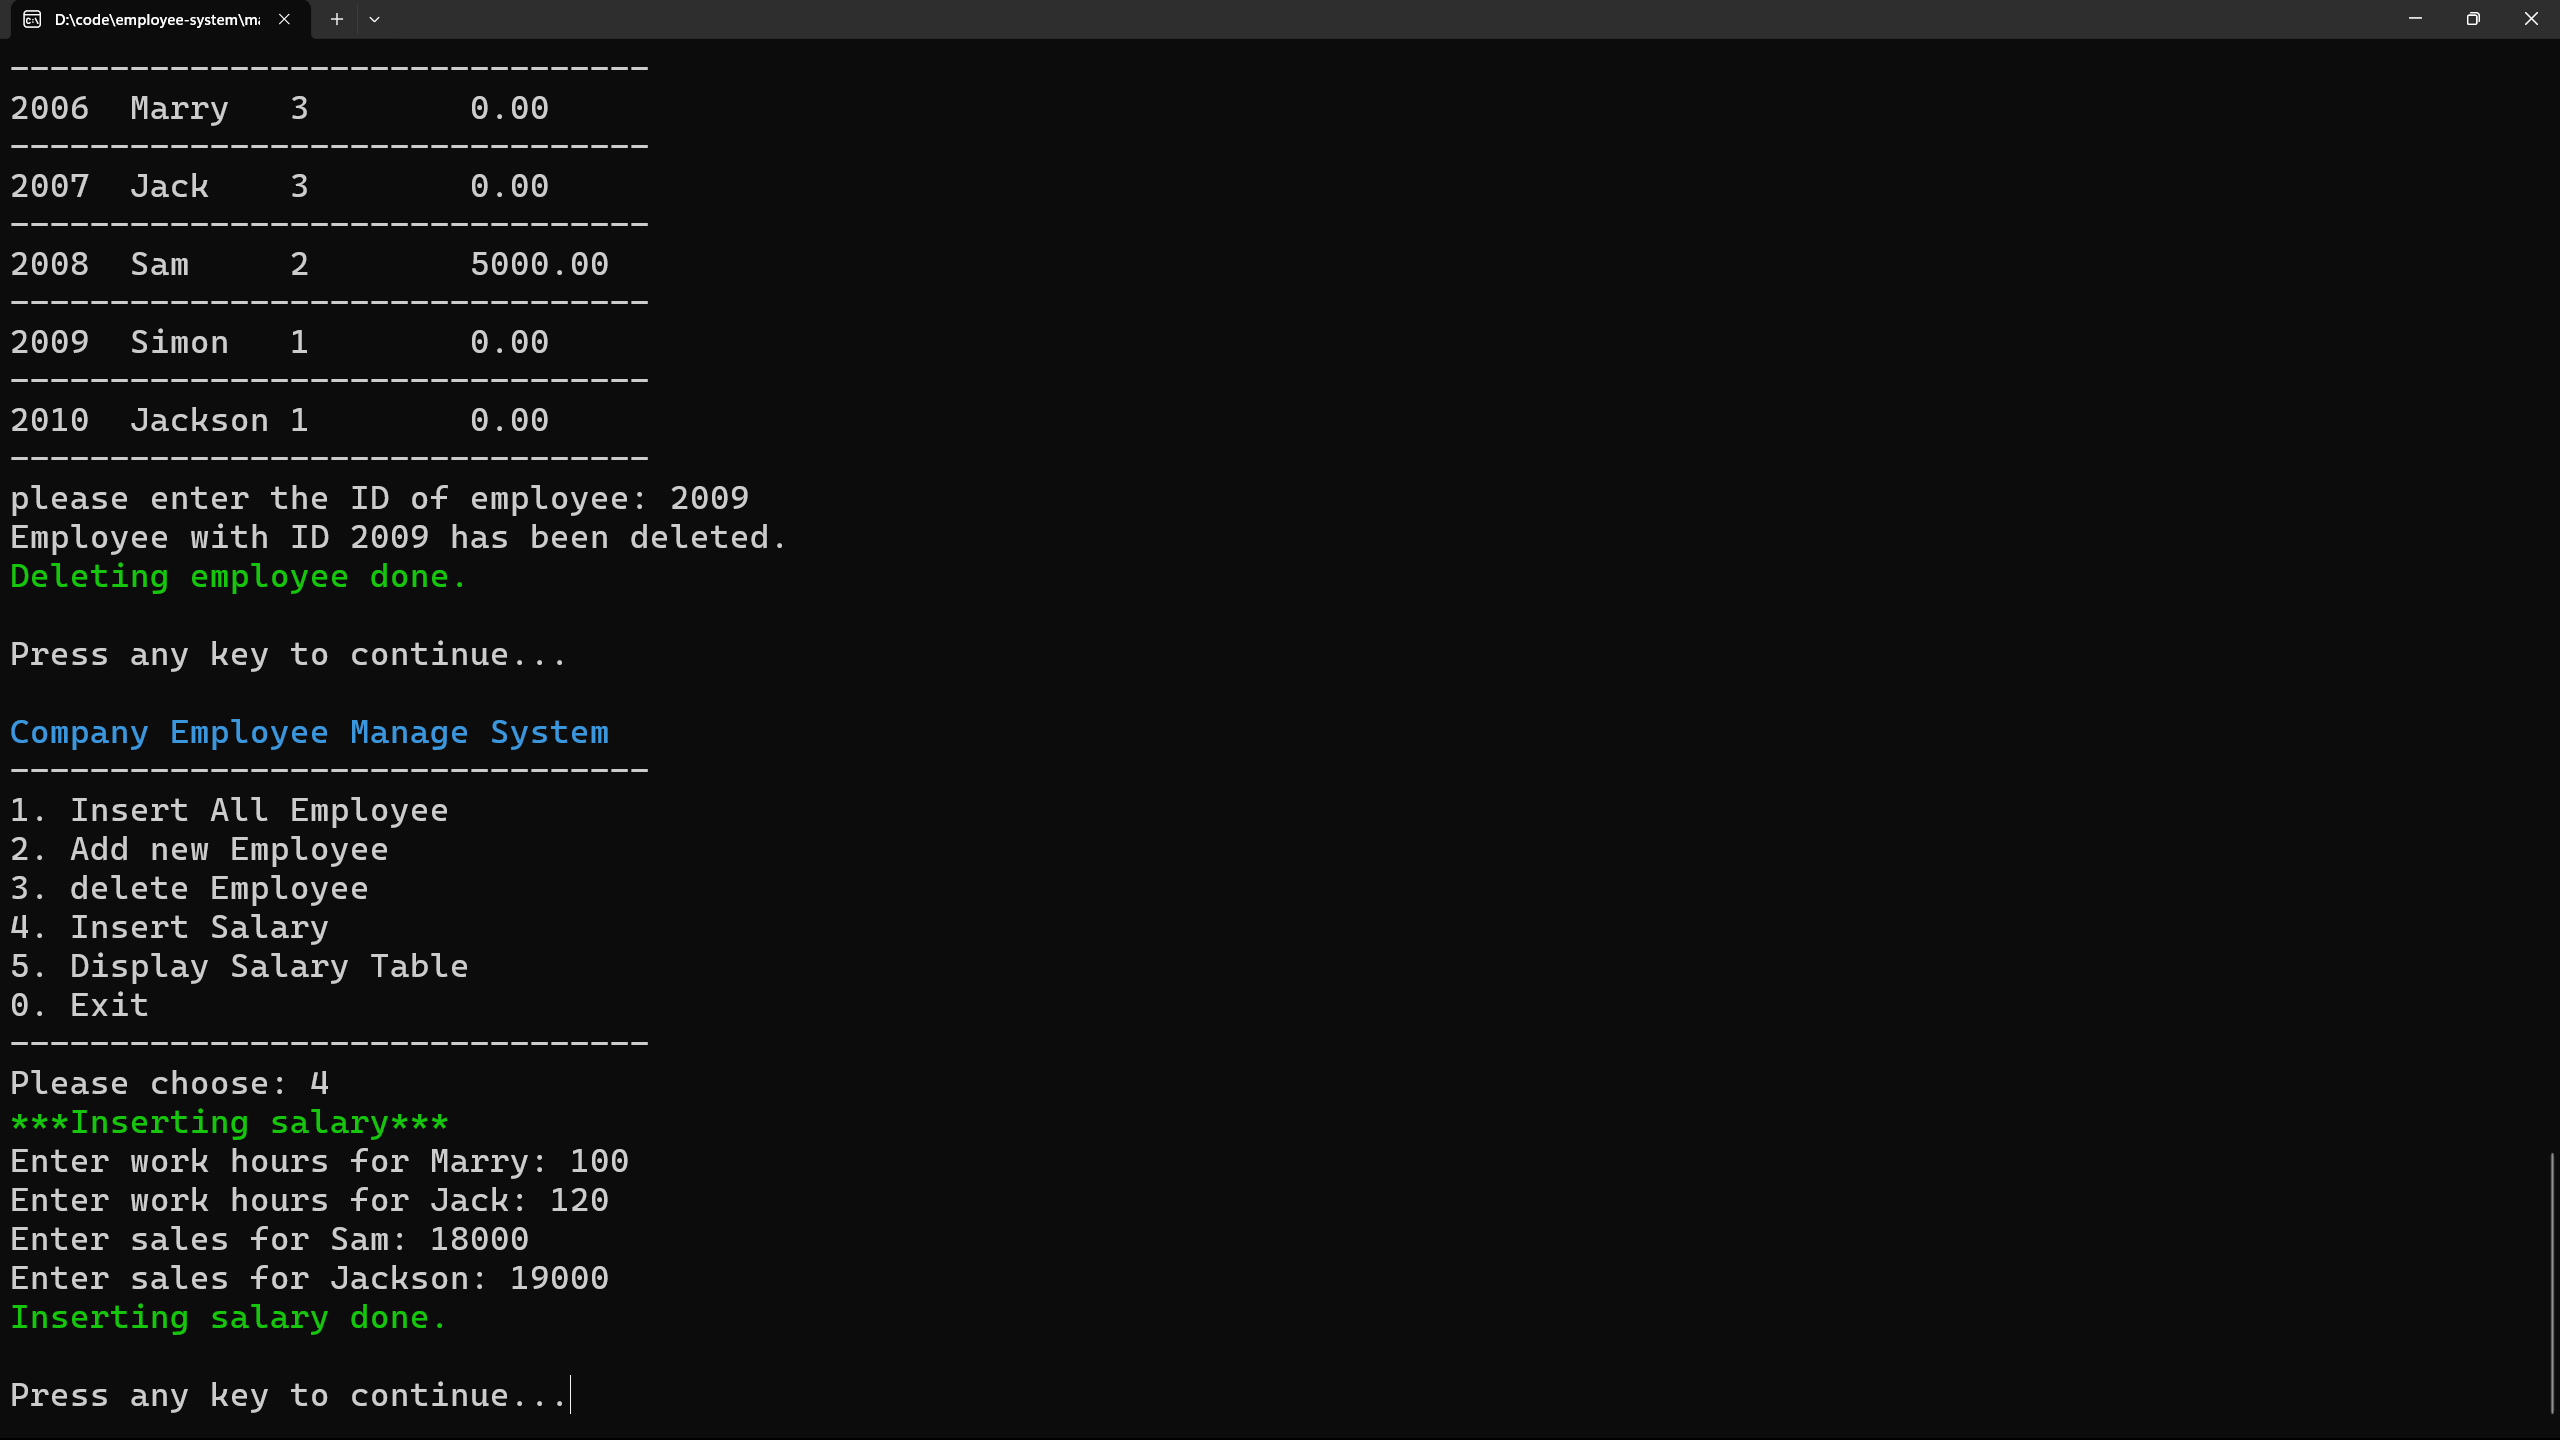 D:\code\employee-system\ma
--------------------------------
2006  Marry   3        0.00
--------------------------------
2007  Jack    3        0.00
--------------------------------
2008  Sam     2        5000.00
--------------------------------
2009  Simon   1        0.00
--------------------------------
2010  Jackson 1        0.00
--------------------------------
please enter the ID of employee: 2009
Employee with ID 2009 has been deleted.
Deleting employee done.

Press any key to continue...

Company Employee Manage System
--------------------------------
1. Insert All Employee
2. Add new Employee
3. delete Employee
4. Insert Salary
5. Display Salary Table
0. Exit
--------------------------------
Please choose: 4
***Inserting salary***
Enter work hours for Marry: 100
Enter work hours for Jack: 120
Enter sales for Sam: 18000
Enter sales for Jackson: 19000
Inserting salary done.

Press any key to continue...